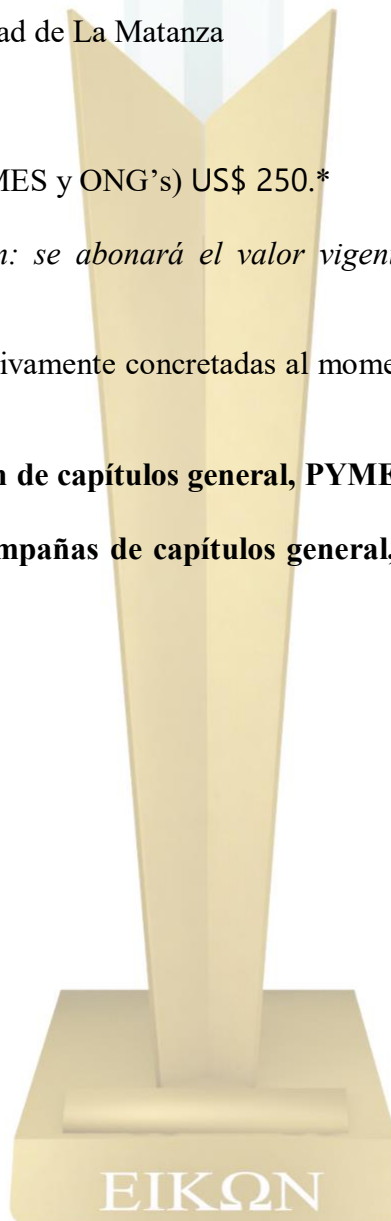 ad de La Matanza
MES y ONG’s) US$ 250.*
n: se abonará el valor vigen
ivamente concretadas al mome
n de capítulos general, PYME
mpañas de capítulos general,
ΕΙΚΩΝ